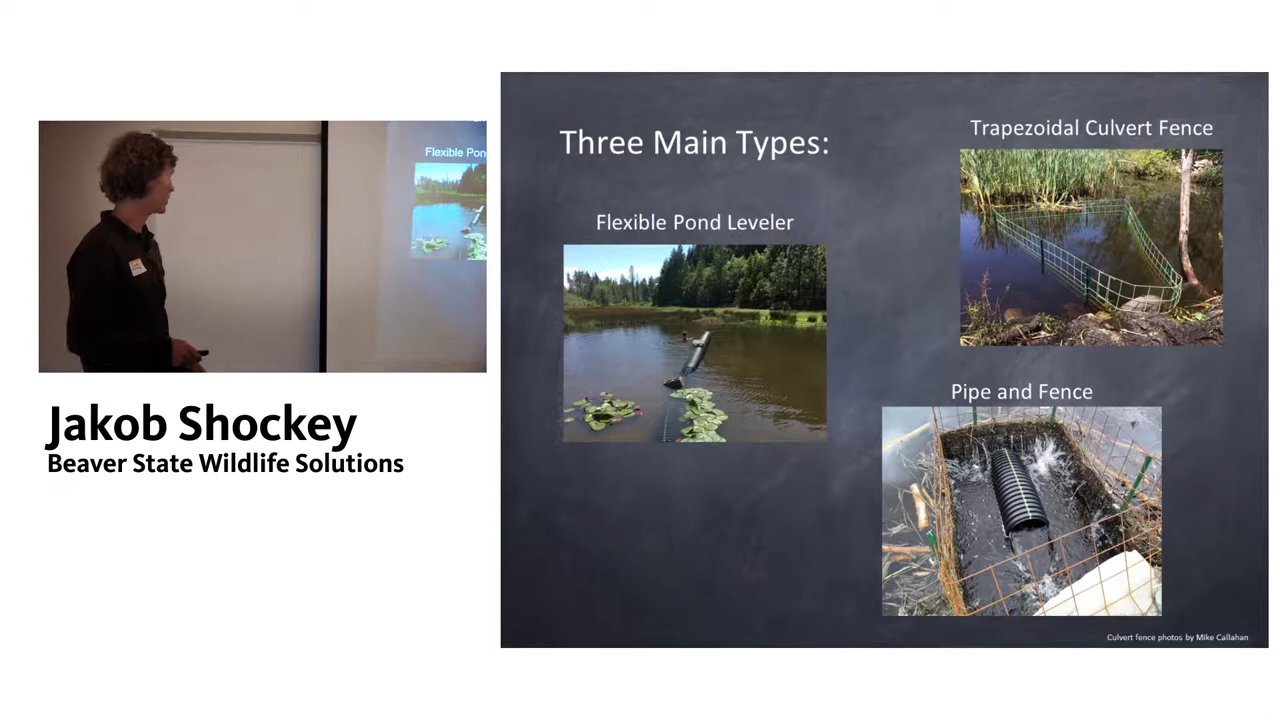 Flexible Pon
Jakob Shockey
Beaver State Wildlife Solutions
Three Main Types:
Flexible Pond Leveler
Trapezoidal Culvert Fence
Pipe and Fence
Culvert fence photos by Mike Callahan